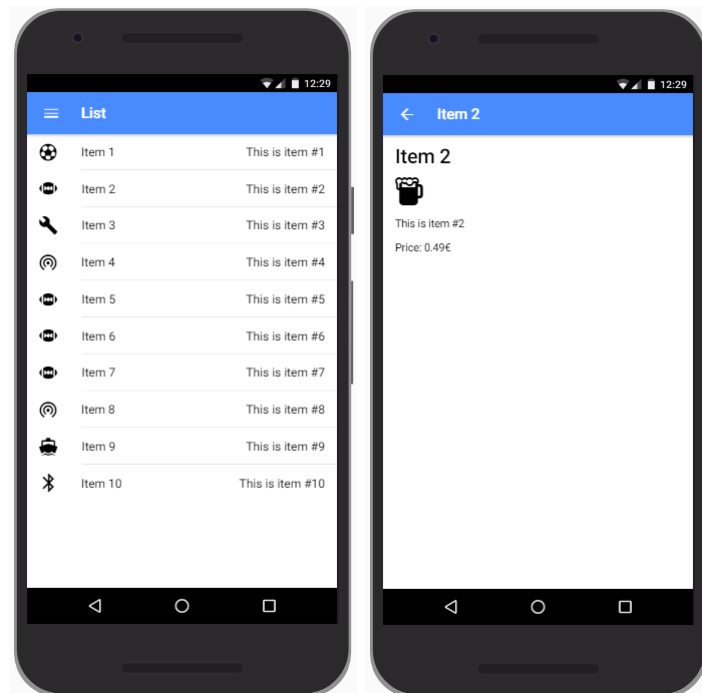 12:29
List
Item 1 This is item #1
Item 2 This is item #2
Item 3 This is item #3
Item 4 This is item #4
Item 5 This is item #5
Item 6 This is item #6
Item 7 This is item #7
Item 8 This is item #8
Item 9 This is item #9
Item 10 This is item #10
12:29
Item 2
Item 2
This is item #2
Price: 0.49€